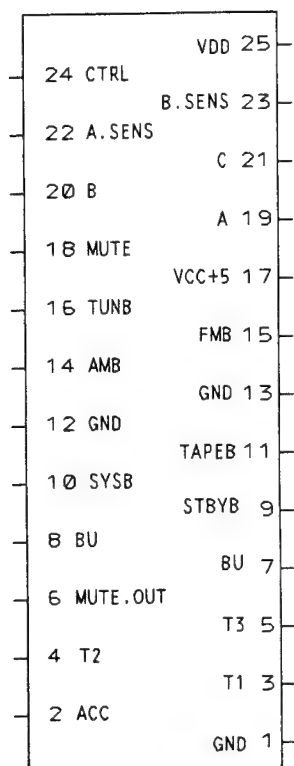 VDD 25
24 CTRL
B.SENS 23
22 A.SENS
C 21
20 B
A 19
18 MUTE
VCC+5 17
16 TUNB
FMB 15
14 AMB
GND 13
12 GND
TAPEB 11
10 SYSB
STBYB 9
8 BU
BU 7
6 MUTE.OUT
T3 5
4 T2
T1 3
2 ACC
GND 1